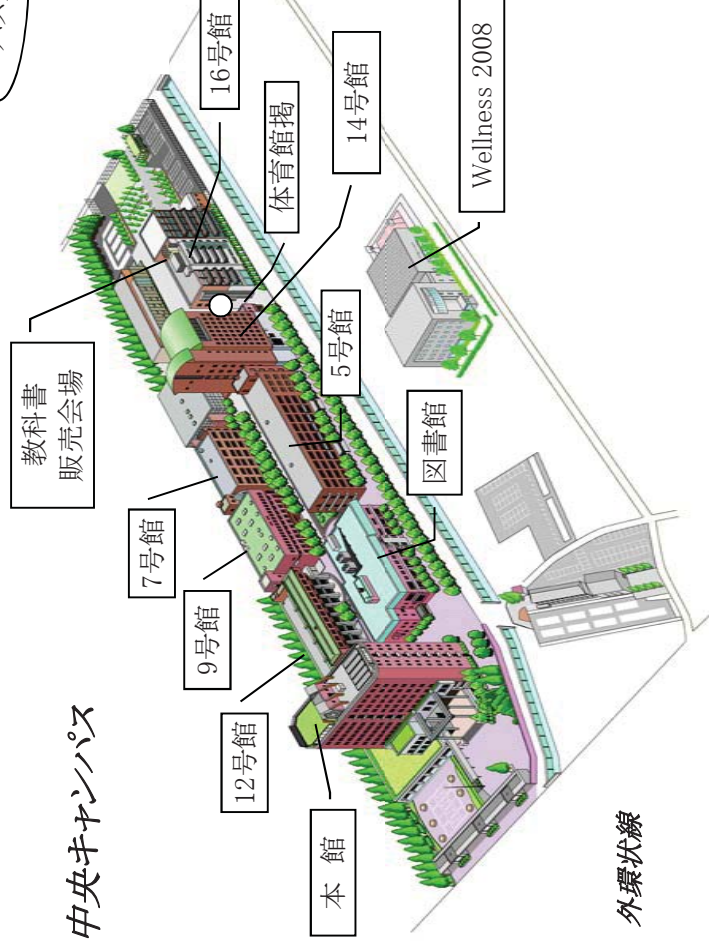 中央キャンパス
教科書
販売会場
16号館
体育館掲
14号館
7号館
5号館
Wellness 2008
9号館
図書館
12号館
本 館
外環状線